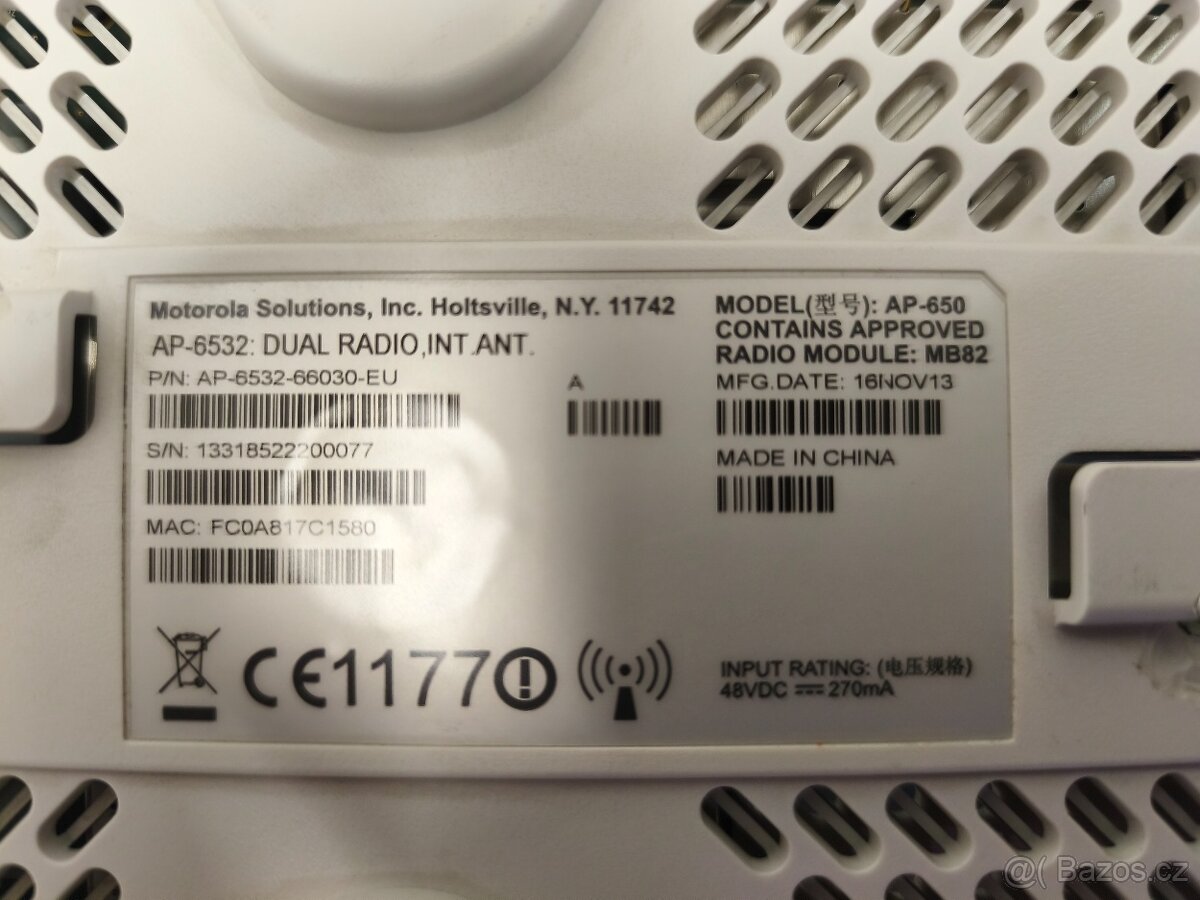 Motorola Solutions, Inc. Holtsville, N.Y. 11742
AP-6532: DUAL RADIO,INT.ANT.
P/N: AP-6532-66030-EU
A
S/N: 13318522200077
MAC: FC0A817C1580
MODEL(型号): AP-650
CONTAINS APPROVED
RADIO MODULE: MB82
MFG.DATE: 16NOV13
MADE IN CHINA
CE1177
INPUT RATING: (电压规格)
48VDC ⎓ 270mA
@( Bazos.cz